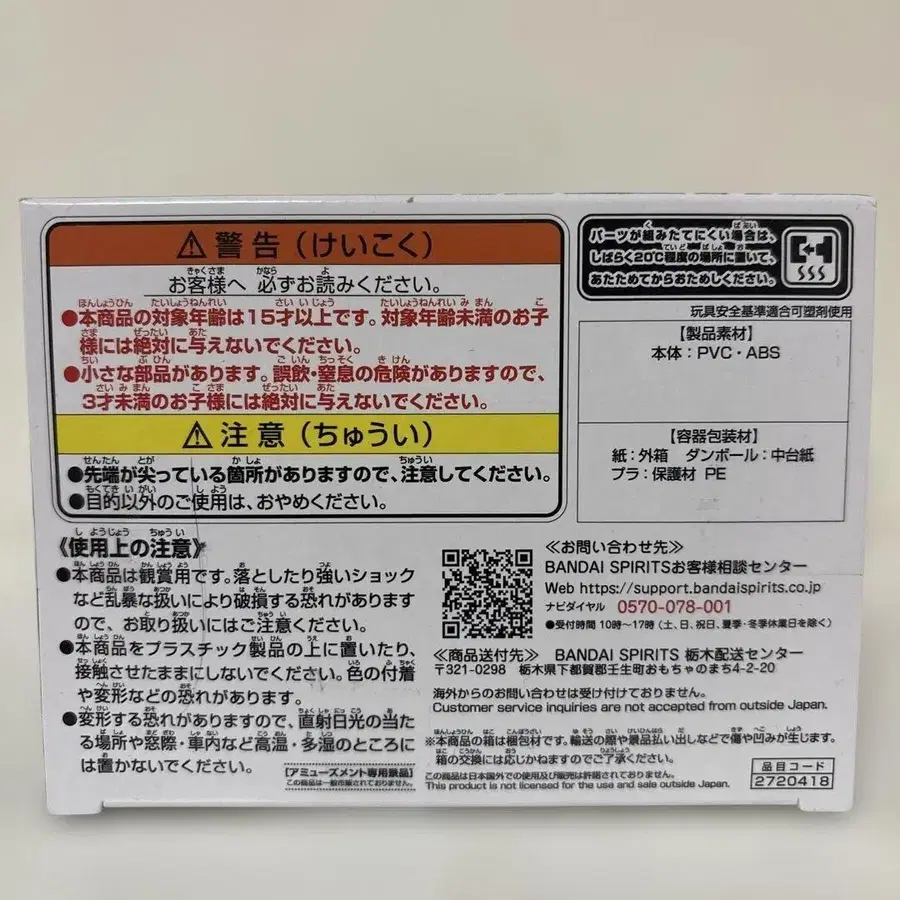 警告（けいこく）
お客様へ 必ずお読みください。
●本商品の対象年齢は15才以上です。対象年齢未満のお子
様には絶対に与えないでください。
●小さな部品があります。誤飲・窒息の危険がありますので、
3才未満のお子様には絶対に与えないでください。
注意（ちゅうい）
●先端が尖っている箇所がありますので、注意してください。
●目的以外のご使用は、おやめください。
パーツが組みたてにくい場合は、
しばらく20℃程度の場所に置いて、
あたためてからおためしください。
玩具安全基準適合可塑剤使用
【製品素材】
本体：PVC・ABS
【容器包装材】
紙：外箱 ダンボール：中台紙
プラ：保護材 PE
《使用上の注意》
●本商品は観賞用です。落としたり強いショック
など乱暴な扱いにより破損する恐れがあります
ので、お取り扱いにはご注意ください。
●本商品をプラスチック製品の上に置いたり、
接触させたままにしないでください。色の付着
や変形などの恐れがあります。
●変形する恐れがありますので、直射日光の当た
る場所や窓際・車内など高温・多湿のところに
は置かないでください。
【アミューズメント専用景品】
この商品は一般市販されていません。
≪お問い合わせ先≫
BANDAI SPIRITSお客様相談センター
Web https://support.bandaispirits.co.jp
ナビダイヤル 0570-078-001
●受付時間 10時〜17時（土、日、祝日、夏季・冬季休業日を除く）
≪商品送付先≫ BANDAI SPIRITS 栃木配送センター
〒321-0298 栃木県下都賀郡壬生町おもちゃのまち4-2-20
海外からのお問い合わせは受け付けておりません。
Customer service inquiries are not accepted from outside Japan.
※本商品の箱は梱包材です。輸送の際や景品払い出しなどで傷や凹みが生じます。
箱の交換には応じかねますのでご了承ください。
この商品は日本国外での使用及び販売は許諾されておりません。
This product is not licensed for the use and sale outside Japan.
品目コード
2720418